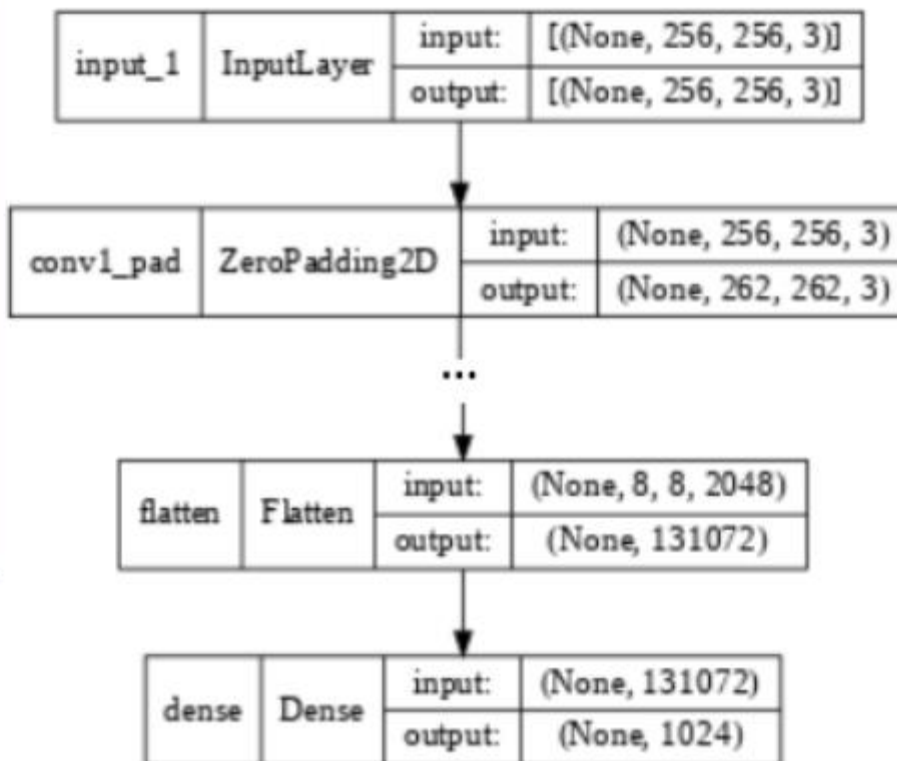 input_1 InputLayer input: [(None, 256, 256, 3)]
output: [(None, 256, 256, 3)]
conv1_pad ZeroPadding2D input: (None, 256, 256, 3)
output: (None, 262, 262, 3)
...
flatten Flatten input: (None, 8, 8, 2048)
output: (None, 131072)
dense Dense input: (None, 131072)
output: (None, 1024)